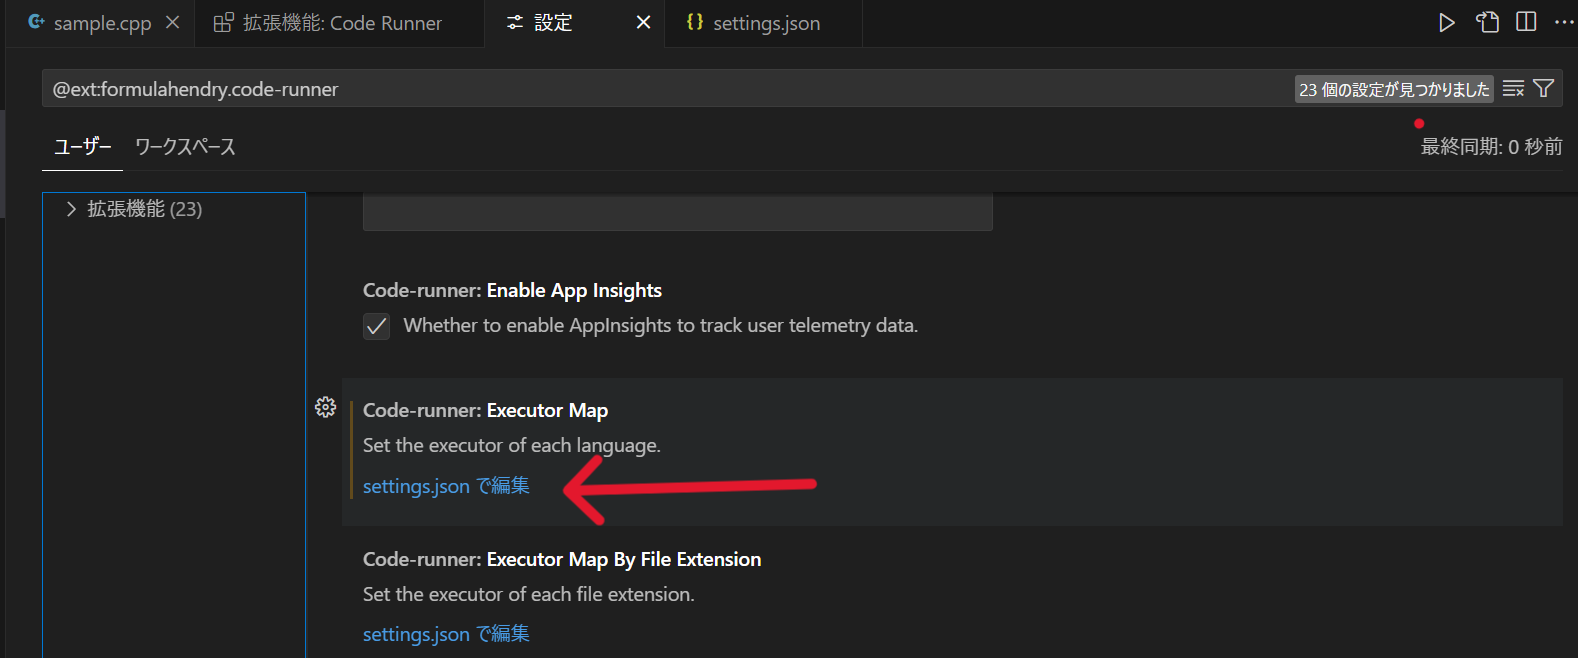 sample.cpp
拡張機能: Code Runner
設定
settings.json
@ext:formulahendry.code-runner
23 個の設定が見つかりました
ユーザー
ワークスペース
最終同期: 0 秒前
拡張機能 (23)
Code-runner: Enable App Insights
Whether to enable AppInsights to track user telemetry data.
Code-runner: Executor Map
Set the executor of each language.
settings.json で編集
Code-runner: Executor Map By File Extension
Set the executor of each file extension.
settings.json で編集